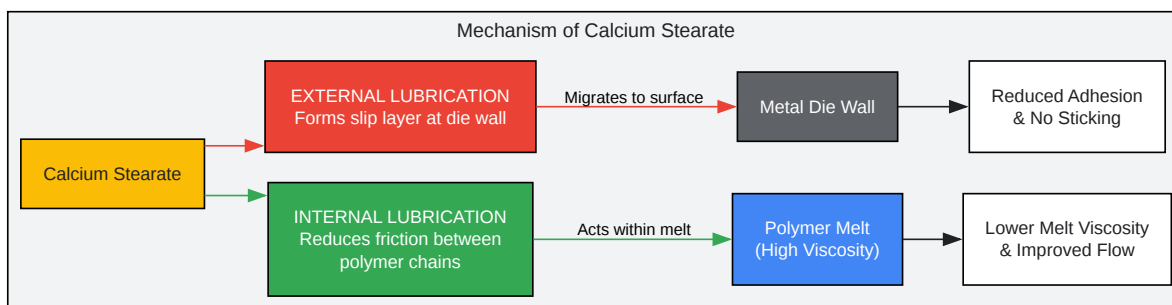 Mechanism of Calcium Stearate
EXTERNAL LUBRICATION
Forms slip layer at die wall
Migrates to surface
Metal Die Wall
Reduced Adhesion
& No Sticking
Calcium Stearate
INTERNAL LUBRICATION
Reduces friction between
polymer chains
Acts within melt
Polymer Melt
(High Viscosity)
Lower Melt Viscosity
& Improved Flow